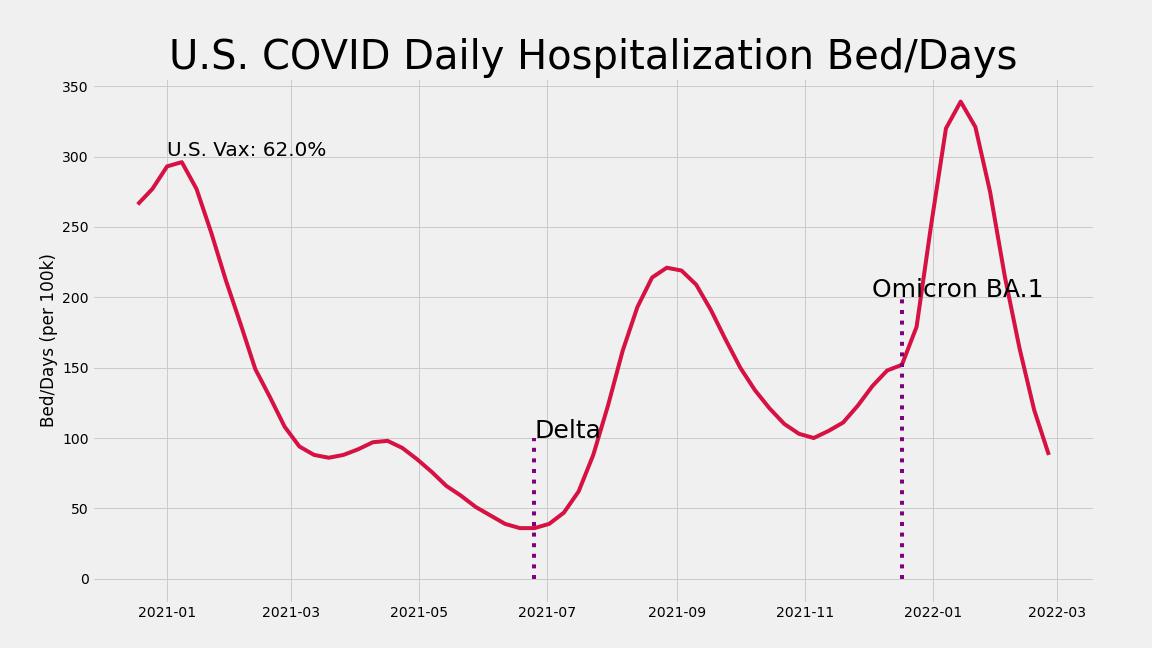 U.S. COVID Daily Hospitalization Bed/Days
350
300
250
200
150
100
50
0
Bed/Days (per 100k)
U.S. Vax: 62.0%
Delta
Omicron BA.1
2021-01 2021-03 2021-05 2021-07 2021-09 2021-11 2022-01 2022-03